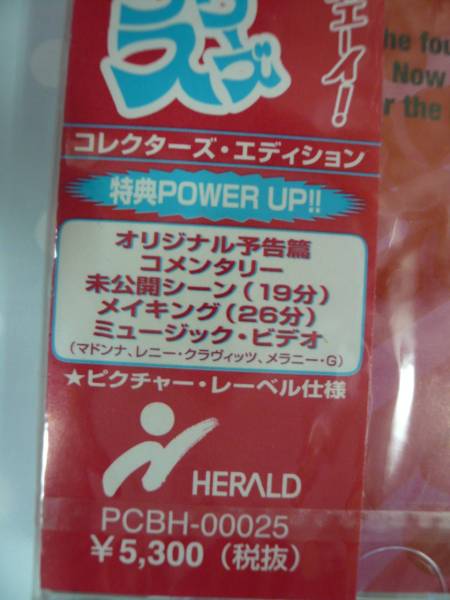 エーイ!
he fou
Now
r the
コレクターズ・エディション
特典POWER UP!!
オリジナル予告篇
コメンタリー
未公開シーン(19分)
メイキング(26分)
ミュージック・ビデオ
(マドンナ、レニー・クラヴィッツ、メラニー・G)
★ピクチャー・レーベル仕様
HERALD
PCBH-00025
¥5,300(税抜)